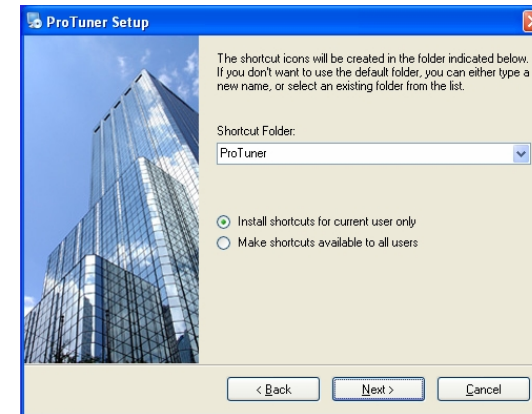 ProTuner Setup
The shortcut icons will be created in the folder indicated below.
If you don't want to use the default folder, you can either type a
new name, or select an existing folder from the list.
Shortcut Folder:
ProTuner
Install shortcuts for current user only
Make shortcuts available to all users
< Back
Next >
Cancel